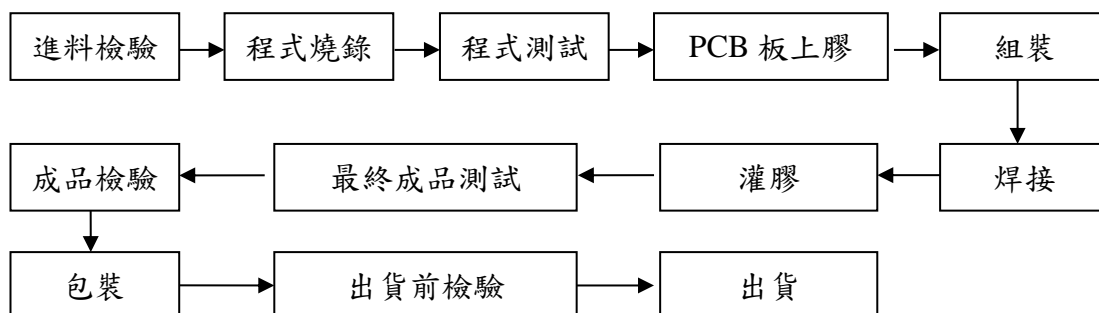 進料檢驗
程式燒錄
程式測試
PCB 板上膠
組裝
焊接
灌膠
最終成品測試
成品檢驗
包裝
出貨前檢驗
出貨